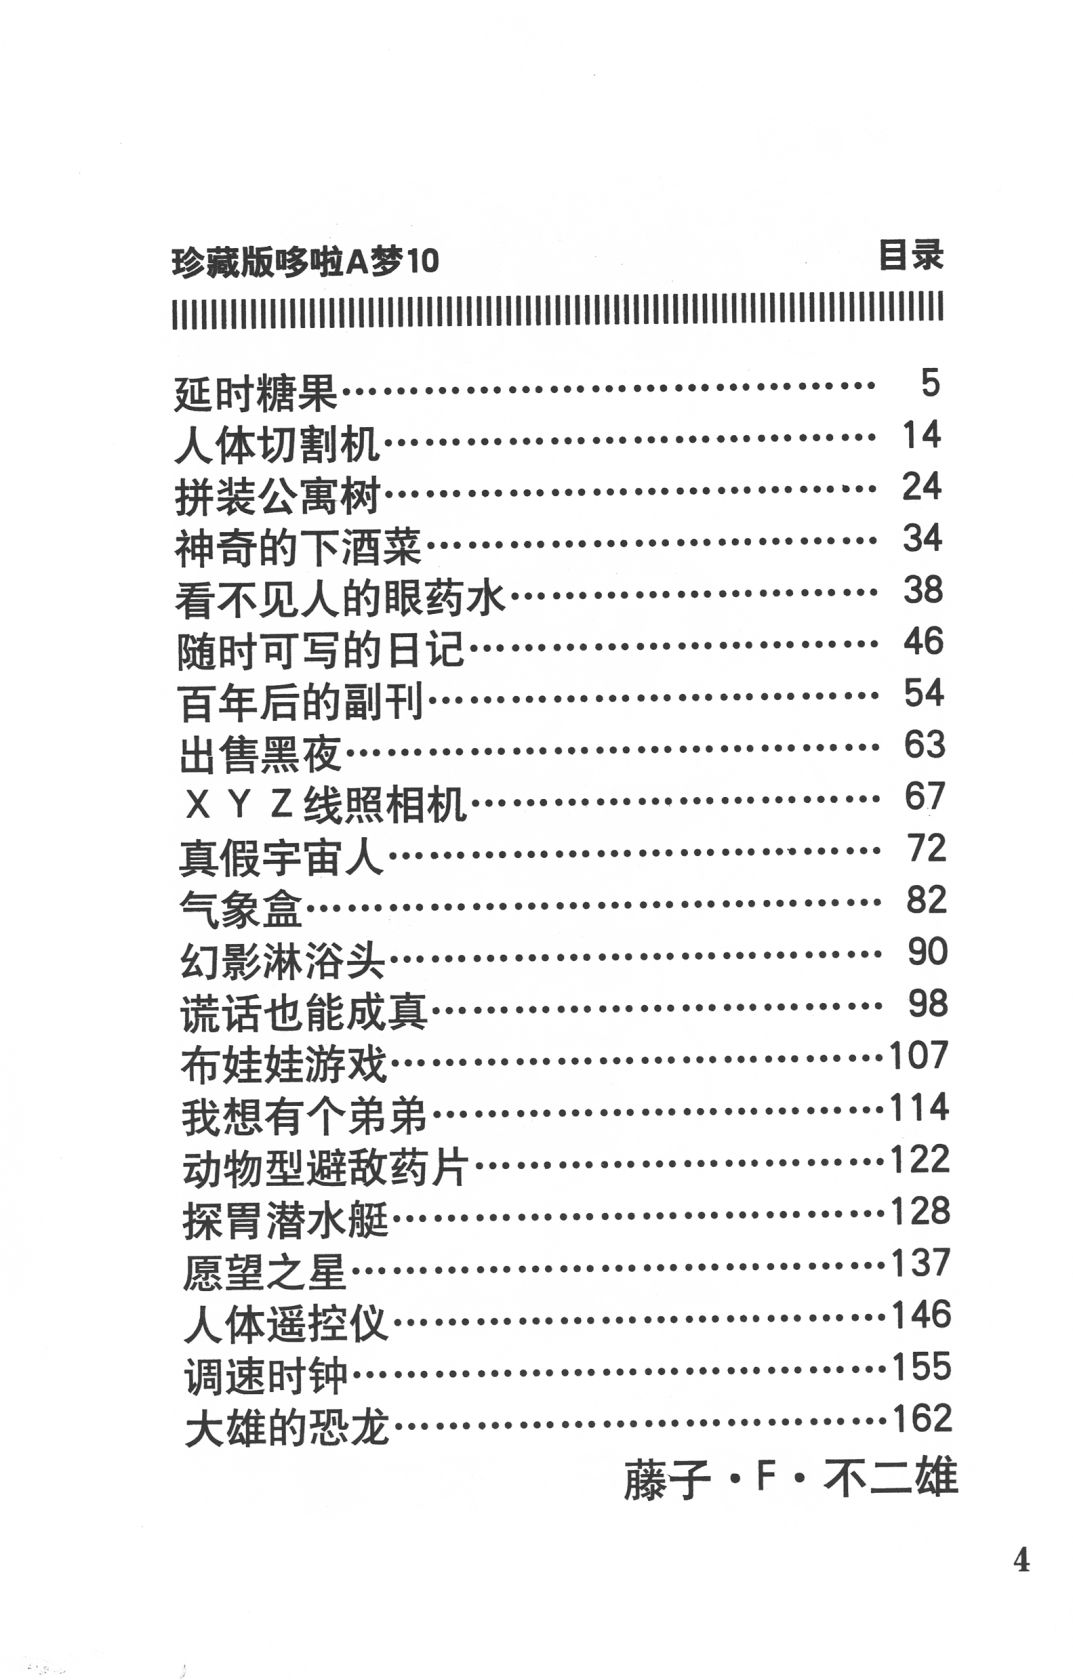 珍藏版哆啦A梦10 目录
延时糖果……………………………………5
人体切割机…………………………………14
拼装公寓树…………………………………24
神奇的下酒菜………………………………34
看不见人的眼药水…………………………38
随时可写的日记……………………………46
百年后的副刊………………………………54
出售黑夜……………………………………63
XYZ线照相机………………………………67
真假宇宙人…………………………………72
气象盒………………………………………82
幻影淋浴头…………………………………90
谎话也能成真………………………………98
布娃娃游戏…………………………………107
我想有个弟弟………………………………114
动物型避敌药片……………………………122
探胃潜水艇…………………………………128
愿望之星……………………………………137
人体遥控仪…………………………………146
调速时钟……………………………………155
大雄的恐龙…………………………………162
藤子·F·不二雄
4